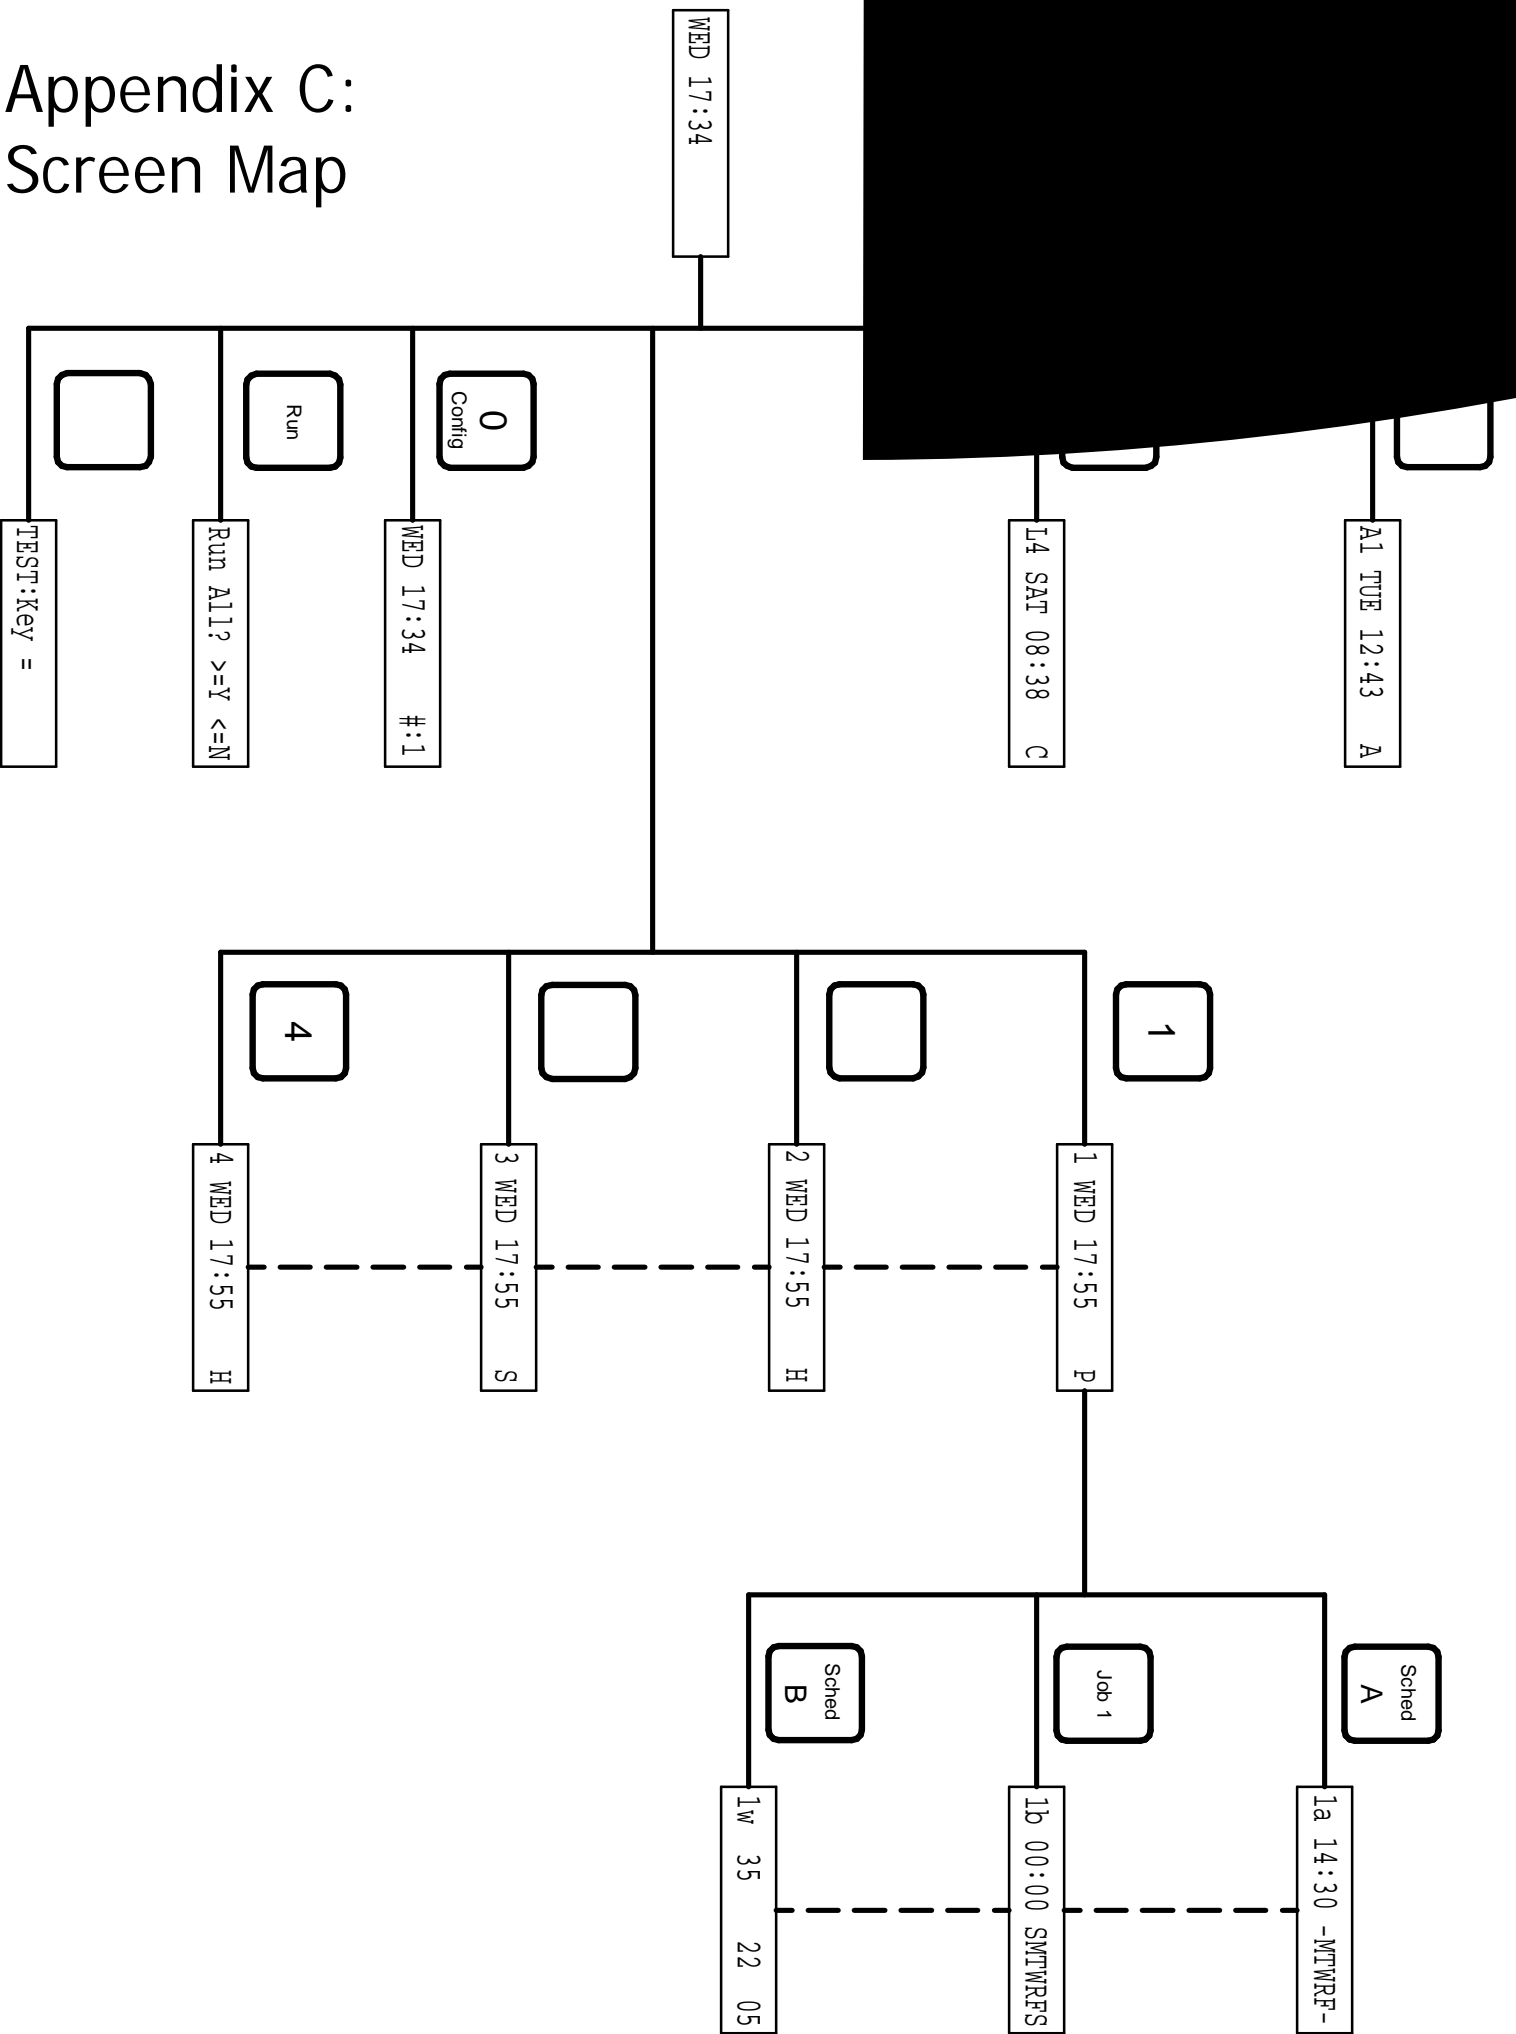 Appendix C:
Screen Map
WED 17:34
A1 TUE 12:43 A
L4 SAT 08:38 C
0
Config
WED 17:34 #:1
Run
Run All? >=Y <=N
TEST:Key =
1
1 WED 17:55 P
2 WED 17:55 H
3 WED 17:55 S
4
4 WED 17:55 H
Sched
A
1a 14:30 -MTWRF-
Job 1
1b 00:00 SMTWRFS
Sched
B
1w 35 22 05